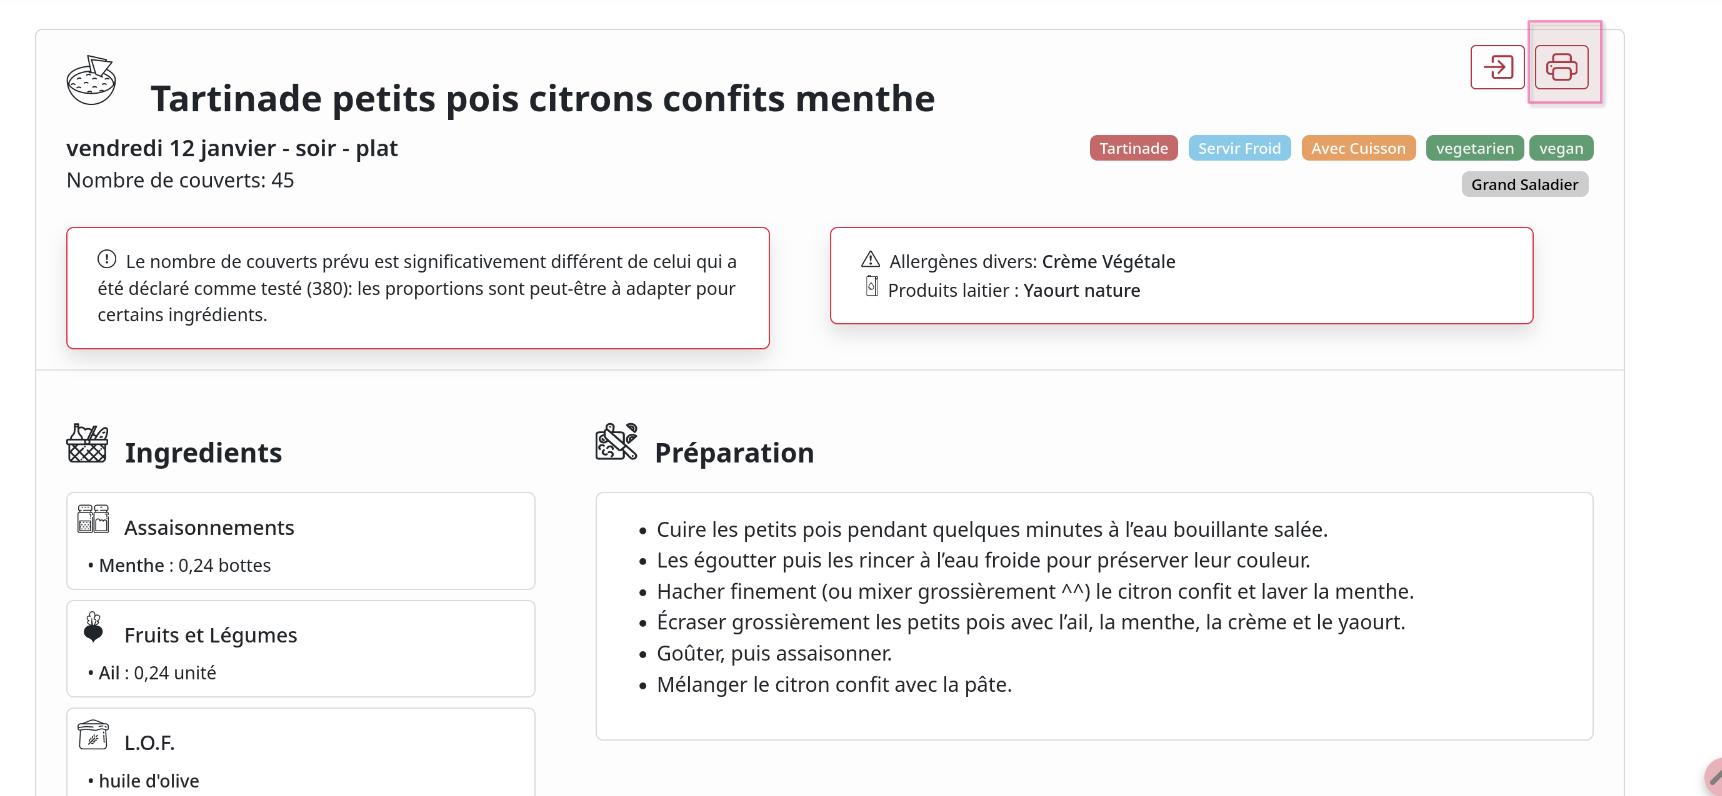 Tartinade petits pois citrons confits menthe
vendredi 12 janvier - soir - plat
Nombre de couverts: 45
Tartinade Servir Froid Avec Cuisson vegetarien vegan
Grand Saladier
Le nombre de couverts prévu est significativement différent de celui qui a
été déclaré comme testé (380): les proportions sont peut-être à adapter pour
certains ingrédients.
Allergènes divers: Crème Végétale
Produits laitier : Yaourt nature
Ingredients
Assaisonnements
• Menthe : 0,24 bottes
Fruits et Légumes
• Ail : 0,24 unité
L.O.F.
• huile d'olive
Préparation
• Cuire les petits pois pendant quelques minutes à l’eau bouillante salée.
• Les égoutter puis les rincer à l’eau froide pour préserver leur couleur.
• Hacher finement (ou mixer grossièrement ^^) le citron confit et laver la menthe.
• Écraser grossièrement les petits pois avec l’ail, la menthe, la crème et le yaourt.
• Goûter, puis assaisonner.
• Mélanger le citron confit avec la pâte.